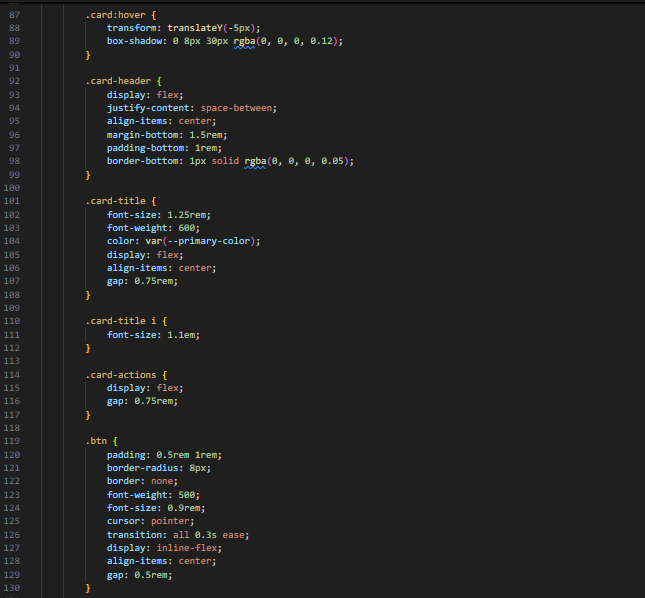 87 .card:hover {
88 transform: translateY(-5px);
89 box-shadow: 0 8px 30px rgba(0, 0, 0, 0.12);
90 }
91
92 .card-header {
93 display: flex;
94 justify-content: space-between;
95 align-items: center;
96 margin-bottom: 1.5rem;
97 padding-bottom: 1rem;
98 border-bottom: 1px solid rgba(0, 0, 0, 0.05);
99 }
100
101 .card-title {
102 font-size: 1.25rem;
103 font-weight: 600;
104 color: var(--primary-color);
105 display: flex;
106 align-items: center;
107 gap: 0.75rem;
108 }
109
110 .card-title i {
111 font-size: 1.1em;
112 }
113
114 .card-actions {
115 display: flex;
116 gap: 0.75rem;
117 }
118
119 .btn {
120 padding: 0.5rem 1rem;
121 border-radius: 8px;
122 border: none;
123 font-weight: 500;
124 font-size: 0.9rem;
125 cursor: pointer;
126 transition: all 0.3s ease;
127 display: inline-flex;
128 align-items: center;
129 gap: 0.5rem;
130 }